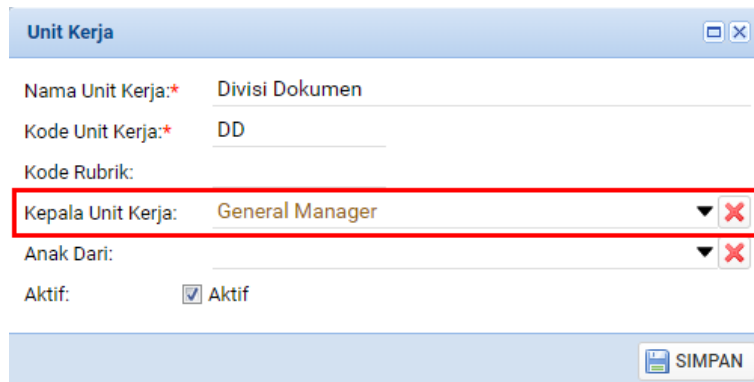 Unit Kerja
Nama Unit Kerja:* Divisi Dokumen
Kode Unit Kerja:* DD
Kode Rubrik:
Kepala Unit Kerja: General Manager
Anak Dari:
Aktif: Aktif
SIMPAN